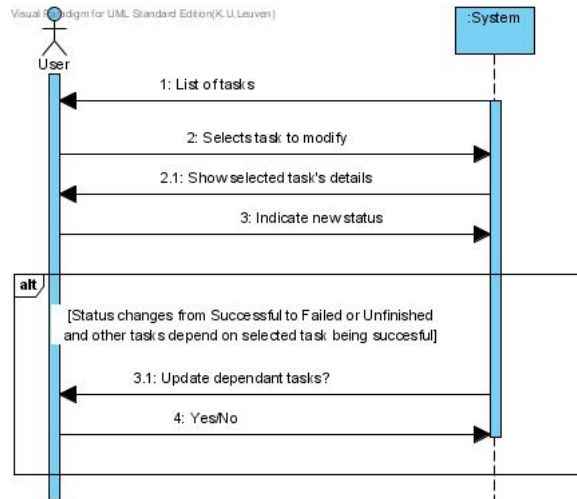 Visual Paradigm for UML Standard Edition(K.U.Leuven)
:System
User
1: List of tasks
2: Selects task to modify
2.1: Show selected task's details
3: Indicate new status
alt
[Status changes from Successful to Failed or Unfinished
and other tasks depend on selected task being succesful]
3.1: Update dependant tasks?
4: Yes/No